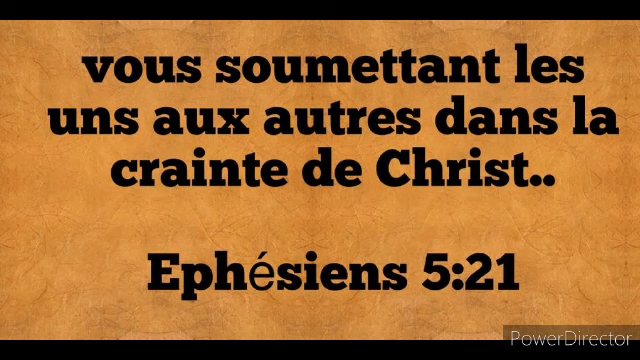 vous soumettant les
uns aux autres dans la
crainte de Christ..
Ephésiens 5:21
PowerDirector